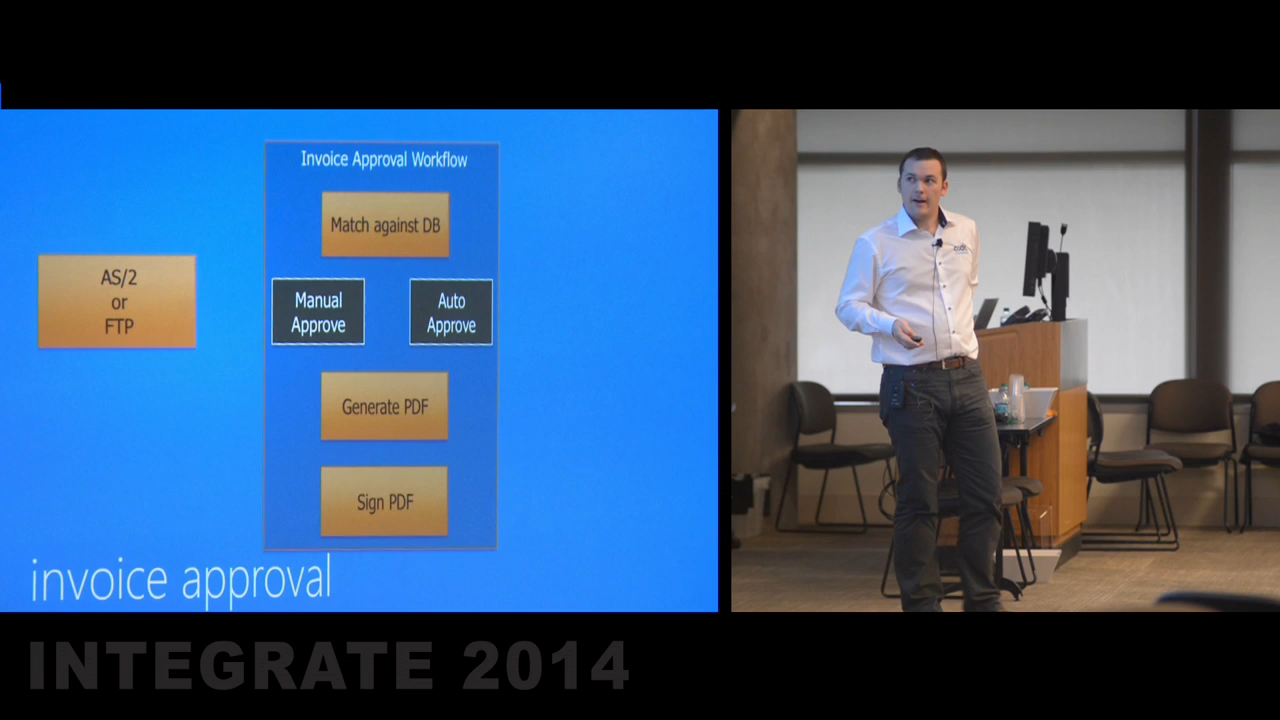 Invoice Approval Workflow
Match against DB
AS/2
or
FTP
Manual
Approve
Auto
Approve
Generate PDF
Sign PDF
invoice approval
INTEGRATE 2014